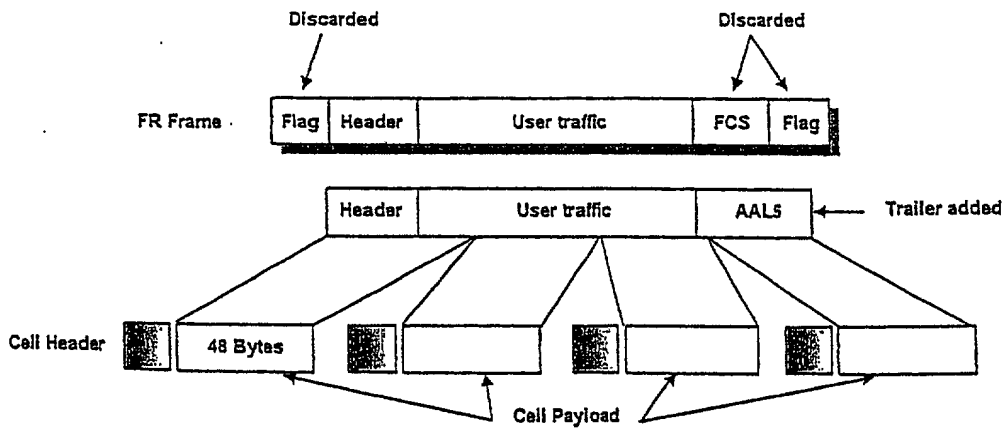 Discarded
Discarded
FR Frame
Flag
Header
User traffic
FCS
Flag
Header
User traffic
AAL5
Trailer added
Cell Header
48 Bytes
Cell Payload